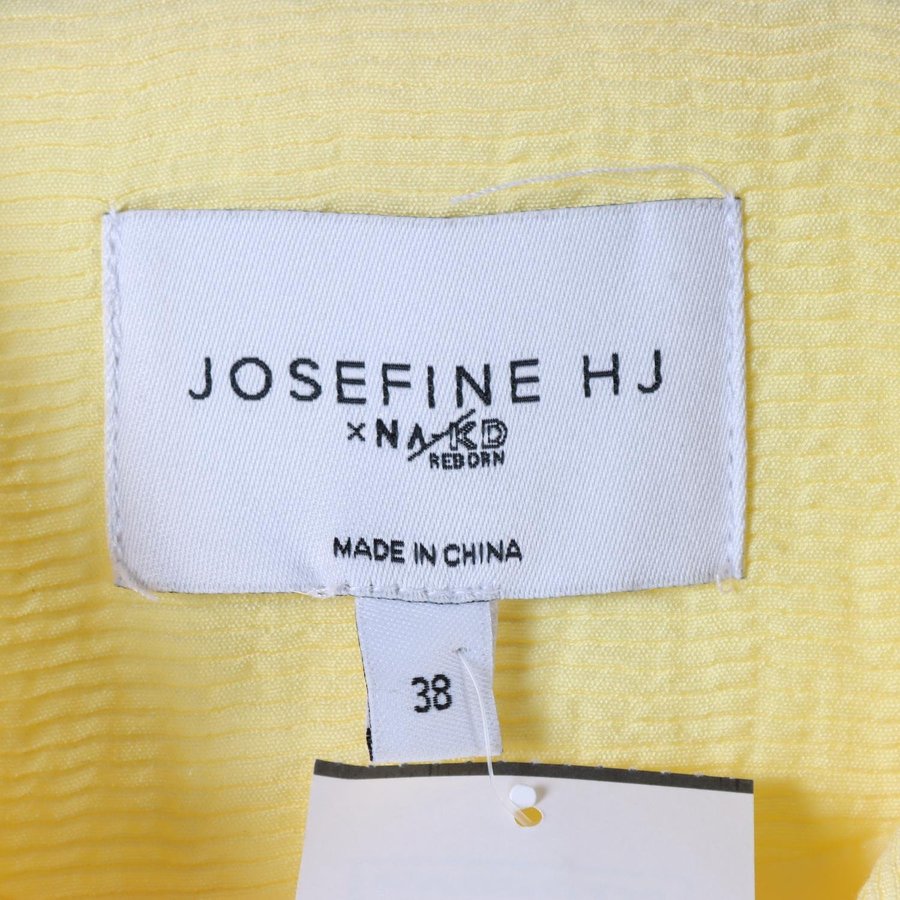 JOSEFINE HJ
×NA-KD
REBORN
MADE IN CHINA
38